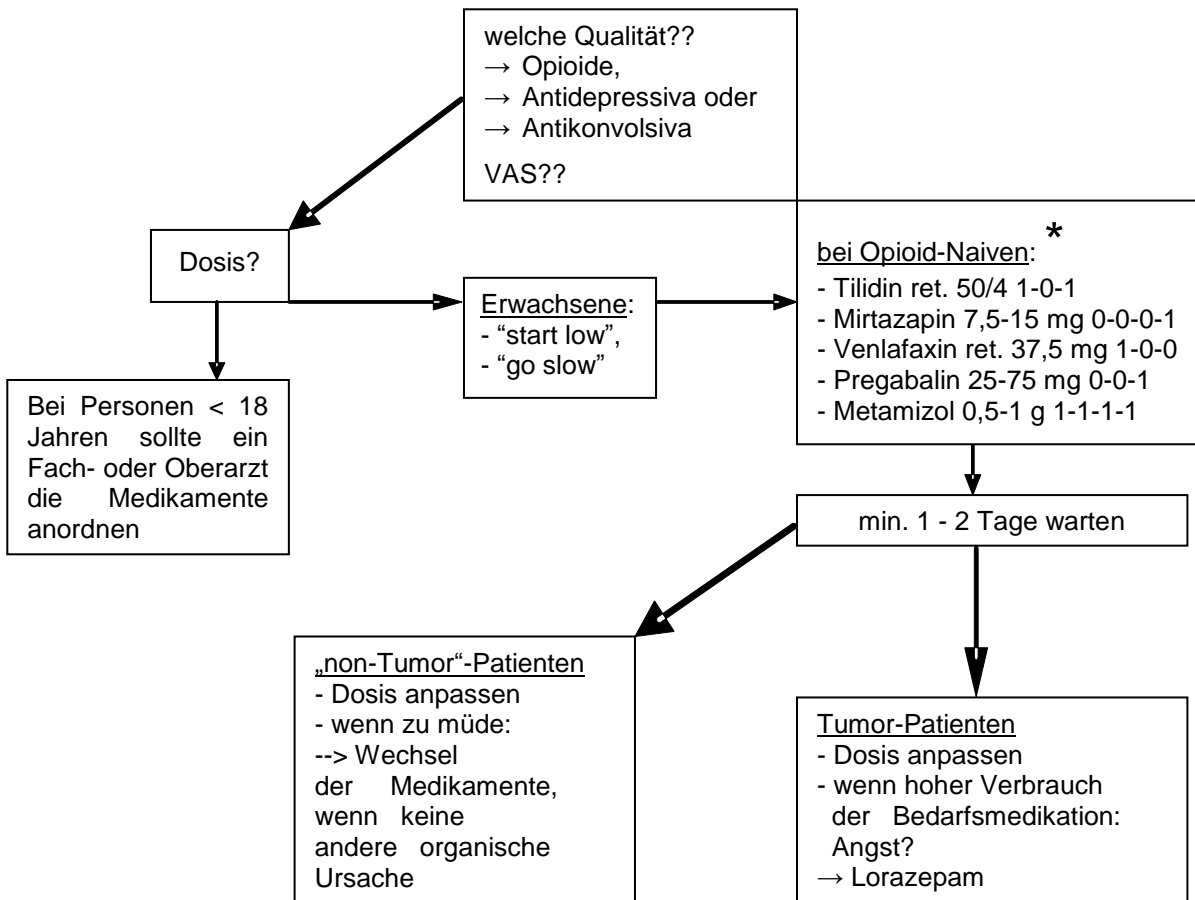 welche Qualität??
→ Opioide,
→ Antidepressiva oder
→ Antikonvolsiva
VAS??
Dosis?
Erwachsene:
- “start low”,
- “go slow”
*
bei Opioid-Naiven:
- Tilidin ret. 50/4 1-0-1
- Mirtazapin 7,5-15 mg 0-0-0-1
- Venlafaxin ret. 37,5 mg 1-0-0
- Pregabalin 25-75 mg 0-0-1
- Metamizol 0,5-1 g 1-1-1-1
Bei Personen < 18
Jahren sollte ein
Fach- oder Oberarzt
die Medikamente
anordnen
min. 1 - 2 Tage warten
„non-Tumor“-Patienten
- Dosis anpassen
- wenn zu müde:
--> Wechsel
der Medikamente,
wenn keine
andere organische
Ursache
Tumor-Patienten
- Dosis anpassen
- wenn hoher Verbrauch
der Bedarfsmedikation:
Angst?
→ Lorazepam